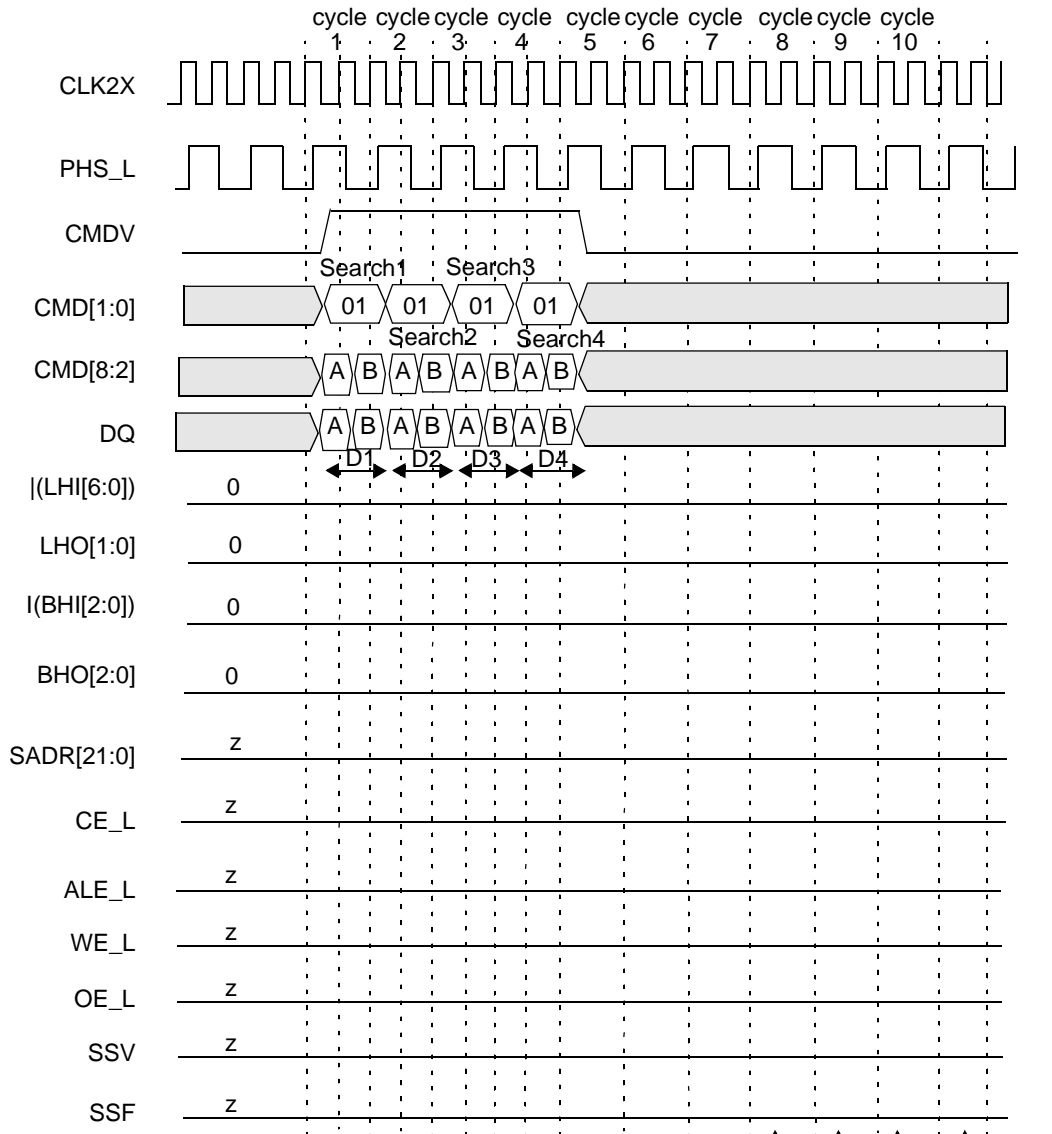 cycle cycle cycle cycle cycle cycle cycle cycle cycle cycle
1 2 3 4 5 6 7 8 9 10
CLK2X
PHS_L
CMDV
Search1 Search3
CMD[1:0] 01 01 01 01
Search2 Search4
CMD[8:2] A B A B A B A B
DQ A B A B A B A B
D1 D2 D3 D4
|(LHI[6:0]) 0
LHO[1:0] 0
I(BHI[2:0]) 0
BHO[2:0] 0
SADR[21:0] z
CE_L z
ALE_L z
WE_L z
OE_L z
SSV z
SSF z